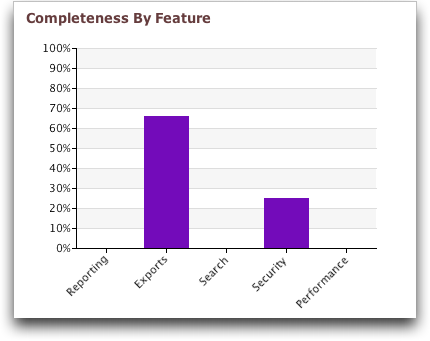 Completeness By Feature
100%
90%
80%
70%
60%
50%
40%
30%
20%
10%
0%
Reporting
Exports
Search
Security
Performance